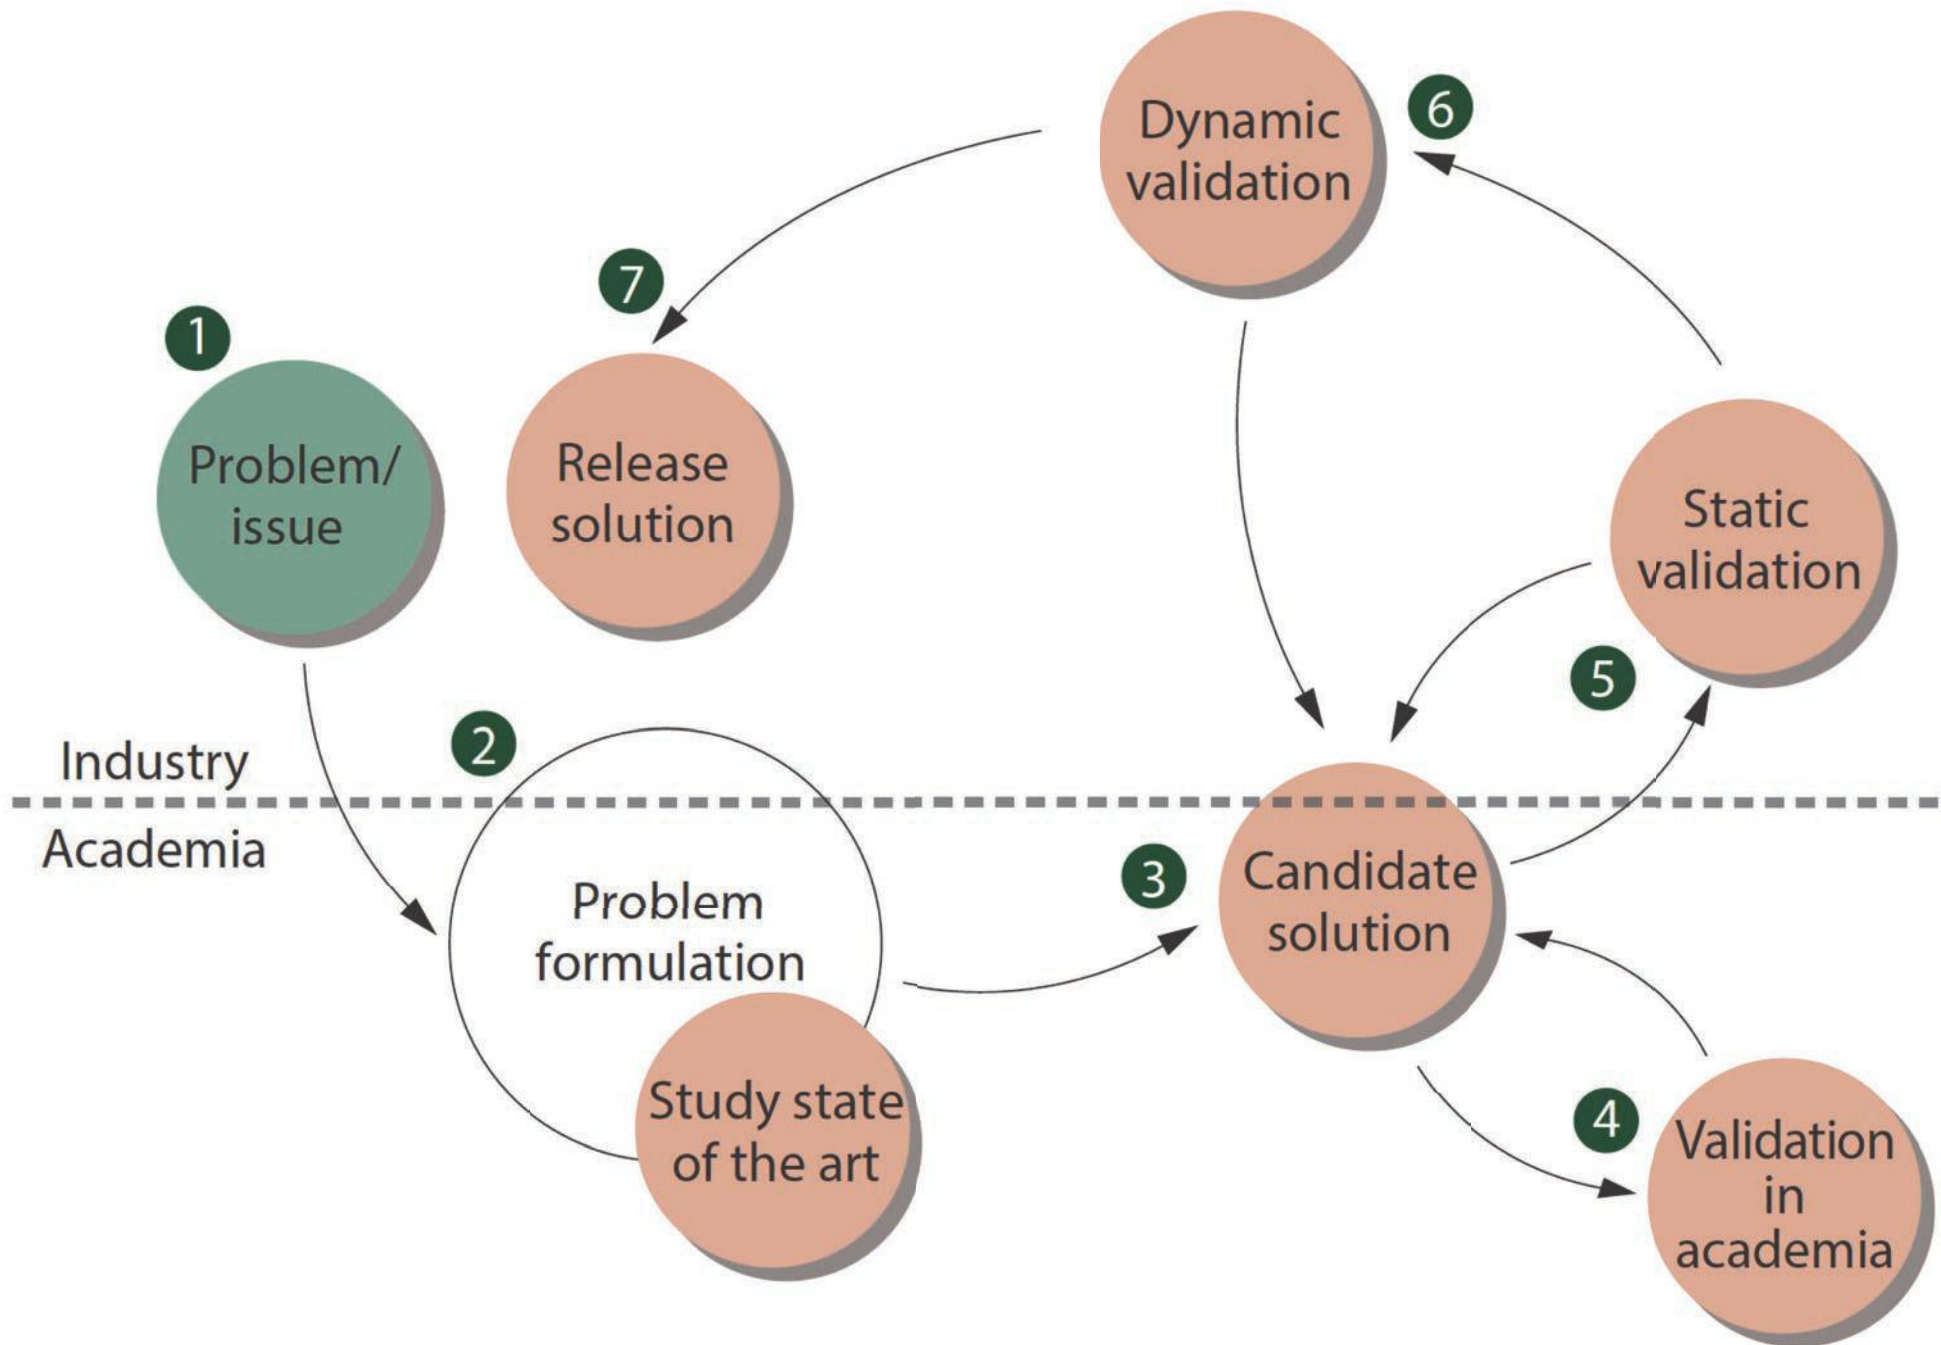 Dynamic
validation
6
7
1
Problem/
issue
Release
solution
Static
validation
5
2
Industry
Academia
Problem
formulation
3
Candidate
solution
Study state
of the art
4
Validation
in
academia